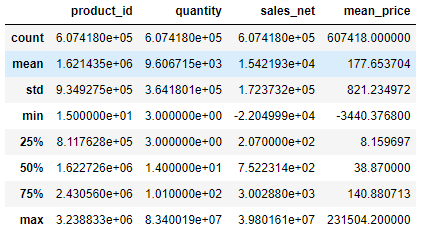 product_id quantity sales_net mean_price
count 6.074180e+05 6.074180e+05 6.074180e+05 607418.000000
mean 1.621435e+06 9.606715e+03 1.542193e+04 177.653704
std 9.349275e+05 3.641801e+05 1.723732e+05 821.234972
min 1.500000e+01 3.000000e+00 -2.204999e+04 -3440.376800
25% 8.117628e+05 3.000000e+00 2.070000e+02 8.159697
50% 1.622726e+06 1.400000e+01 7.522314e+02 38.870000
75% 2.430560e+06 1.010000e+02 3.002880e+03 140.880713
max 3.238833e+06 8.340019e+07 3.980161e+07 231504.200000